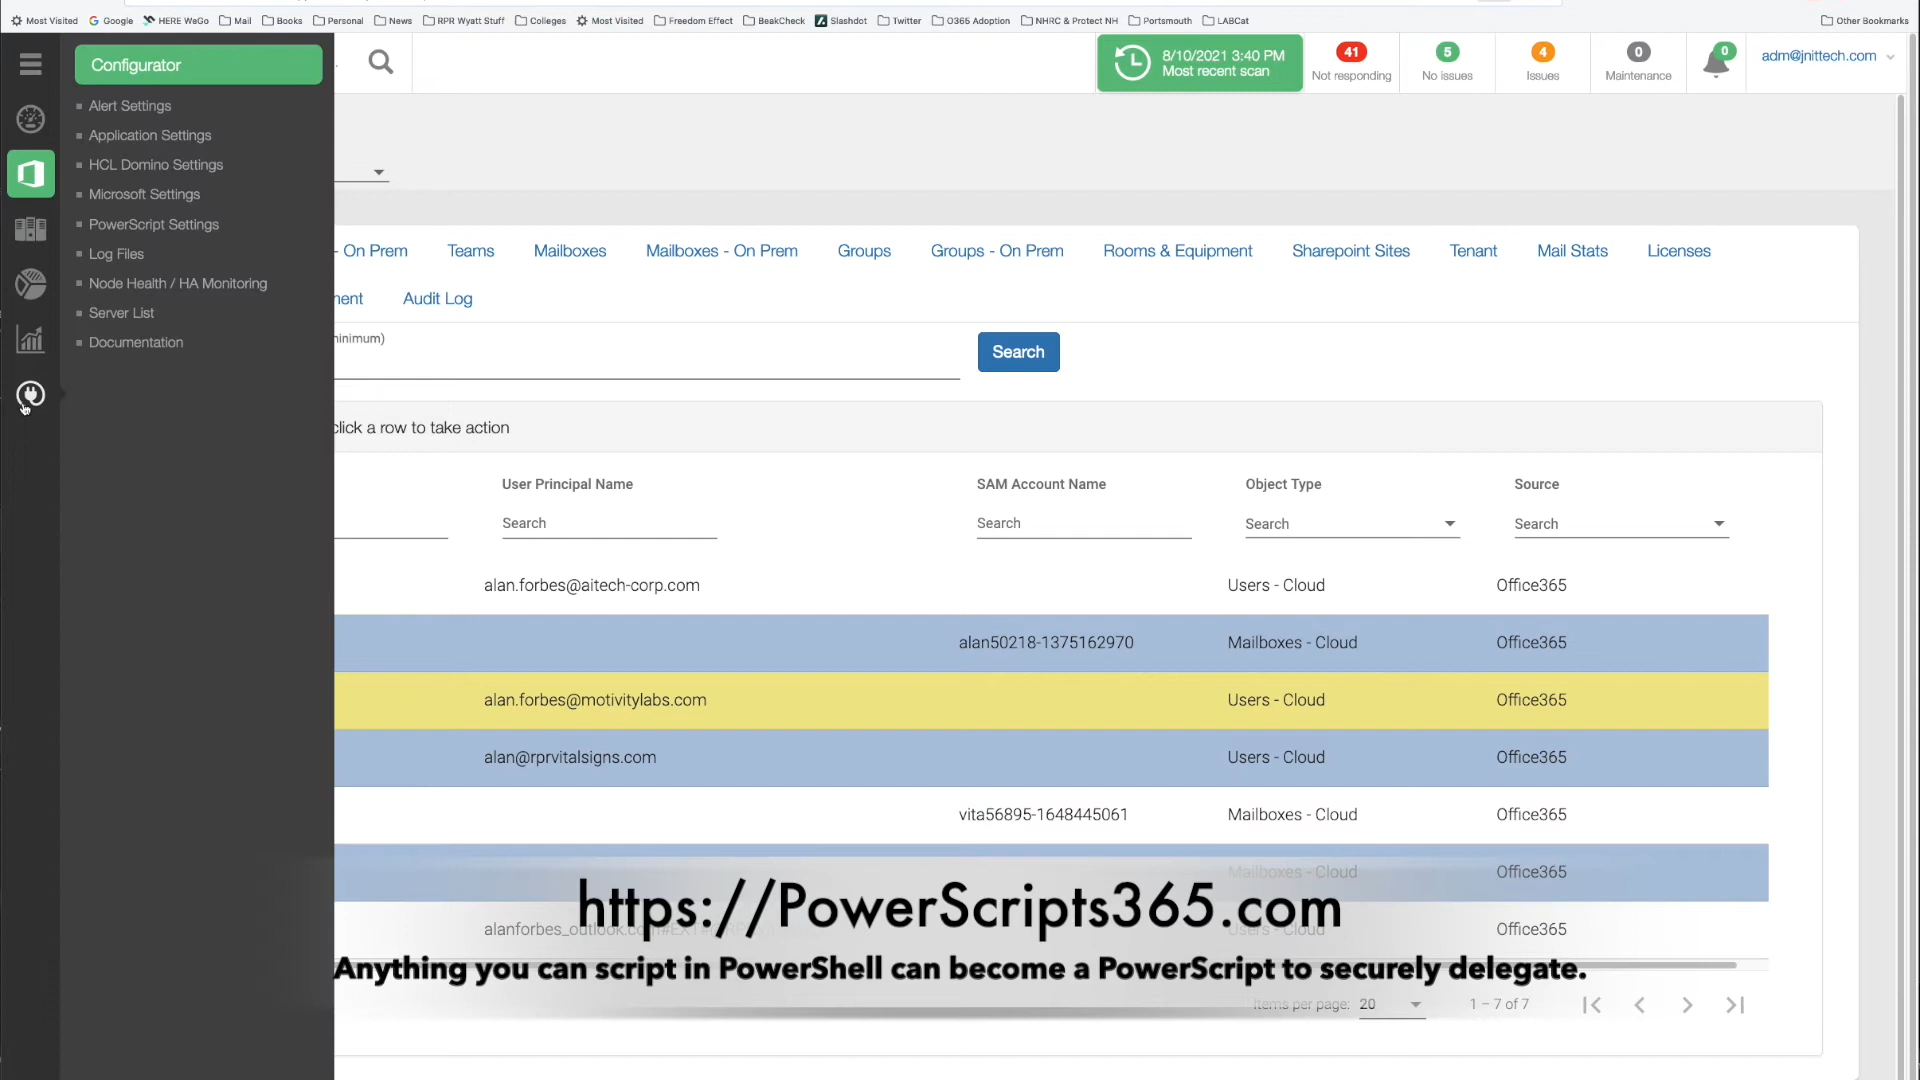 Most Visited Google HERE WeGo Mail Books Personal News RPR Wyatt Stuff Colleges Most Visited Freedom Effect BeakCheck Slashdot Twitter O365 Adoption NHRC & Protect NH Portsmouth LABCat Other Bookmarks
Configurator
Alert Settings
Application Settings
HCL Domino Settings
Microsoft Settings
PowerScript Settings
Log Files
Node Health / HA Monitoring
Server List
Documentation
8/10/2021 3:40 PM
Most recent scan
41
Not responding
5
No issues
4
Issues
0
Maintenance
0
adm@jnittech.com
- On Prem Teams Mailboxes Mailboxes - On Prem Groups Groups - On Prem Rooms & Equipment Sharepoint Sites Tenant Mail Stats Licenses
Audit Log
Search
click a row to take action
User Principal Name SAM Account Name Object Type Source
Search Search Search Search
alan.forbes@aitech-corp.com Users - Cloud Office365
alan50218-1375162970 Mailboxes - Cloud Office365
alan.forbes@motivitylabs.com Users - Cloud Office365
alan@rprvitalsigns.com Users - Cloud Office365
vita56895-1648445061 Mailboxes - Cloud Office365
Mailboxes - Cloud Office365
Users - Cloud Office365
https://PowerScripts365.com
Anything you can script in PowerShell can become a PowerScript to securely delegate.
Items per page: 20 1 – 7 of 7